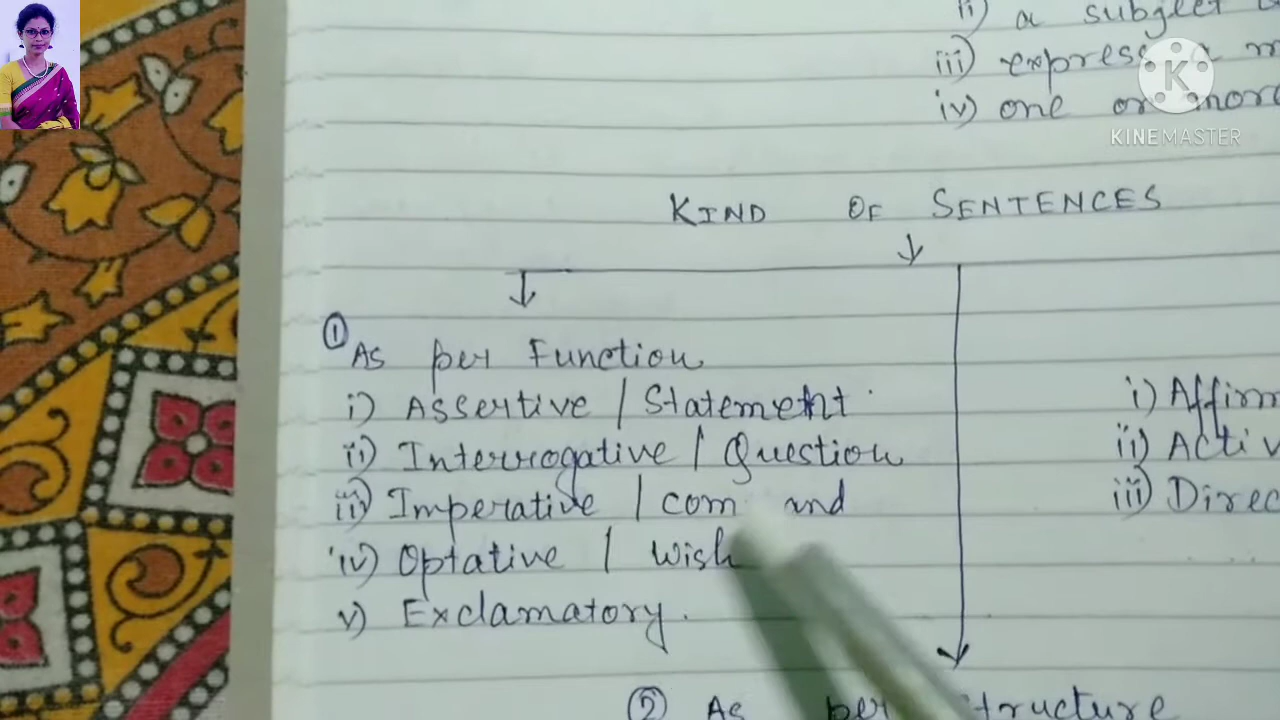 ii) a subject
iii) express
iv) one or more
K
KINEMASTER
KIND OF SENTENCES
① As per Function
i) Assertive / Statement
ii) Interrogative / Question
iii) Imperative / com and
iv) Optative / Wish
v) Exclamatory.
i) Affirm
ii) Activ
iii) Direc
② As per Structure